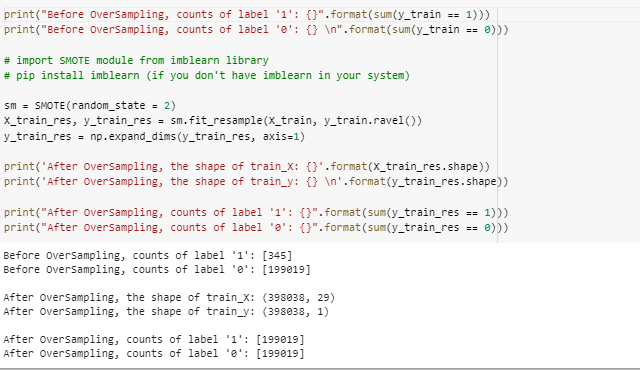 print("Before OverSampling, counts of label '1': {}".format(sum(y_train == 1)))
print("Before OverSampling, counts of label '0': {} \n".format(sum(y_train == 0)))
# import SMOTE module from imblearn library
# pip install imblearn (if you don't have imblearn in your system)
sm = SMOTE(random_state = 2)
X_train_res, y_train_res = sm.fit_resample(X_train, y_train.ravel())
y_train_res = np.expand_dims(y_train_res, axis=1)
print('After OverSampling, the shape of train_X: {}'.format(X_train_res.shape))
print('After OverSampling, the shape of train_y: {} \n'.format(y_train_res.shape))
print("After OverSampling, counts of label '1': {}".format(sum(y_train_res == 1)))
print("After OverSampling, counts of label '0': {}".format(sum(y_train_res == 0)))
Before OverSampling, counts of label '1': [345]
Before OverSampling, counts of label '0': [199019]
After OverSampling, the shape of train_X: (398038, 29)
After OverSampling, the shape of train_y: (398038, 1)
After OverSampling, counts of label '1': [199019]
After OverSampling, counts of label '0': [199019]